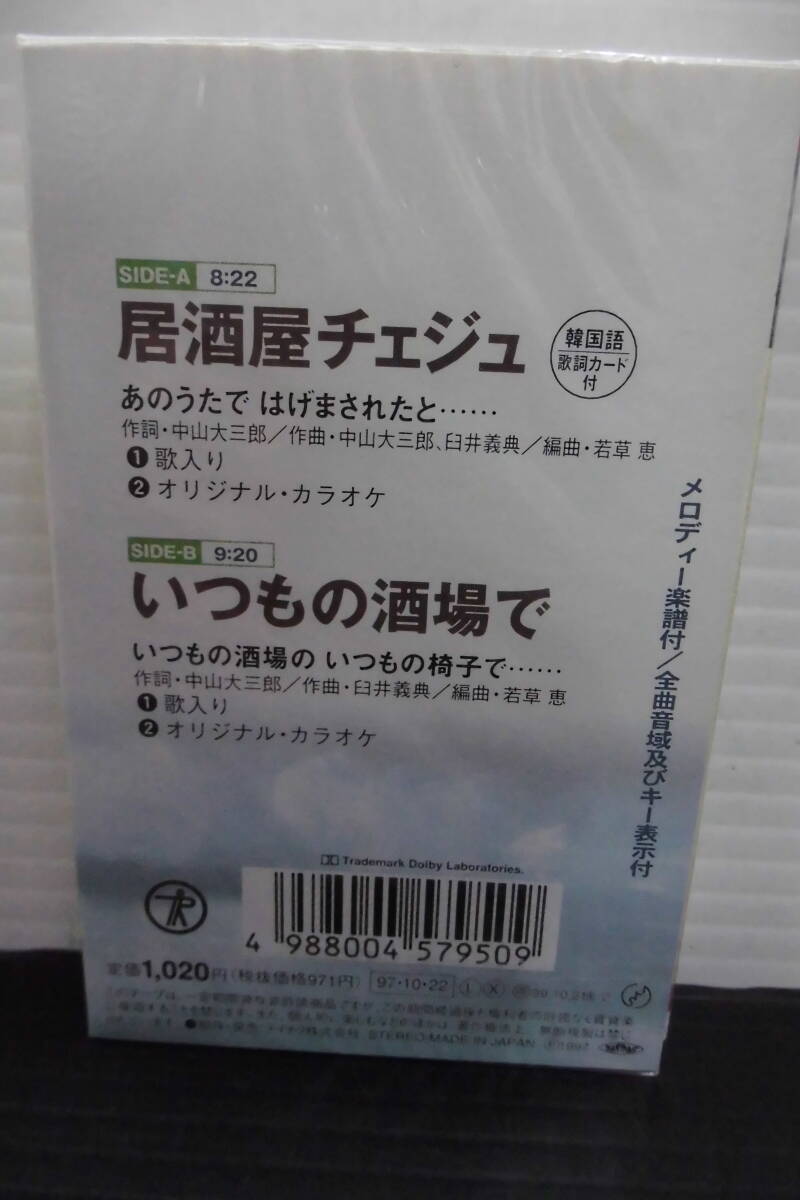 SIDE-A 8:22
居酒屋チェジュ
韓国語
歌詞カード
付
あのうたで はげまされたと……
作詞・中山大三郎／作曲・中山大三郎、臼井義典／編曲・若草 恵
❶ 歌入り
❷ オリジナル・カラオケ
SIDE-B 9:20
いつもの酒場で
いつもの酒場の いつもの椅子で……
作詞・中山大三郎／作曲・臼井義典／編曲・若草 恵
❶ 歌入り
❷ オリジナル・カラオケ
メロディー楽譜付／全曲音域及びキー表示付
Trademark Dolby Laboratories.
4 988004 579509
定価1,020円(税抜価格971円) 97・10・22 Ⓛ Ⓧ
STEREO MADE IN JAPAN